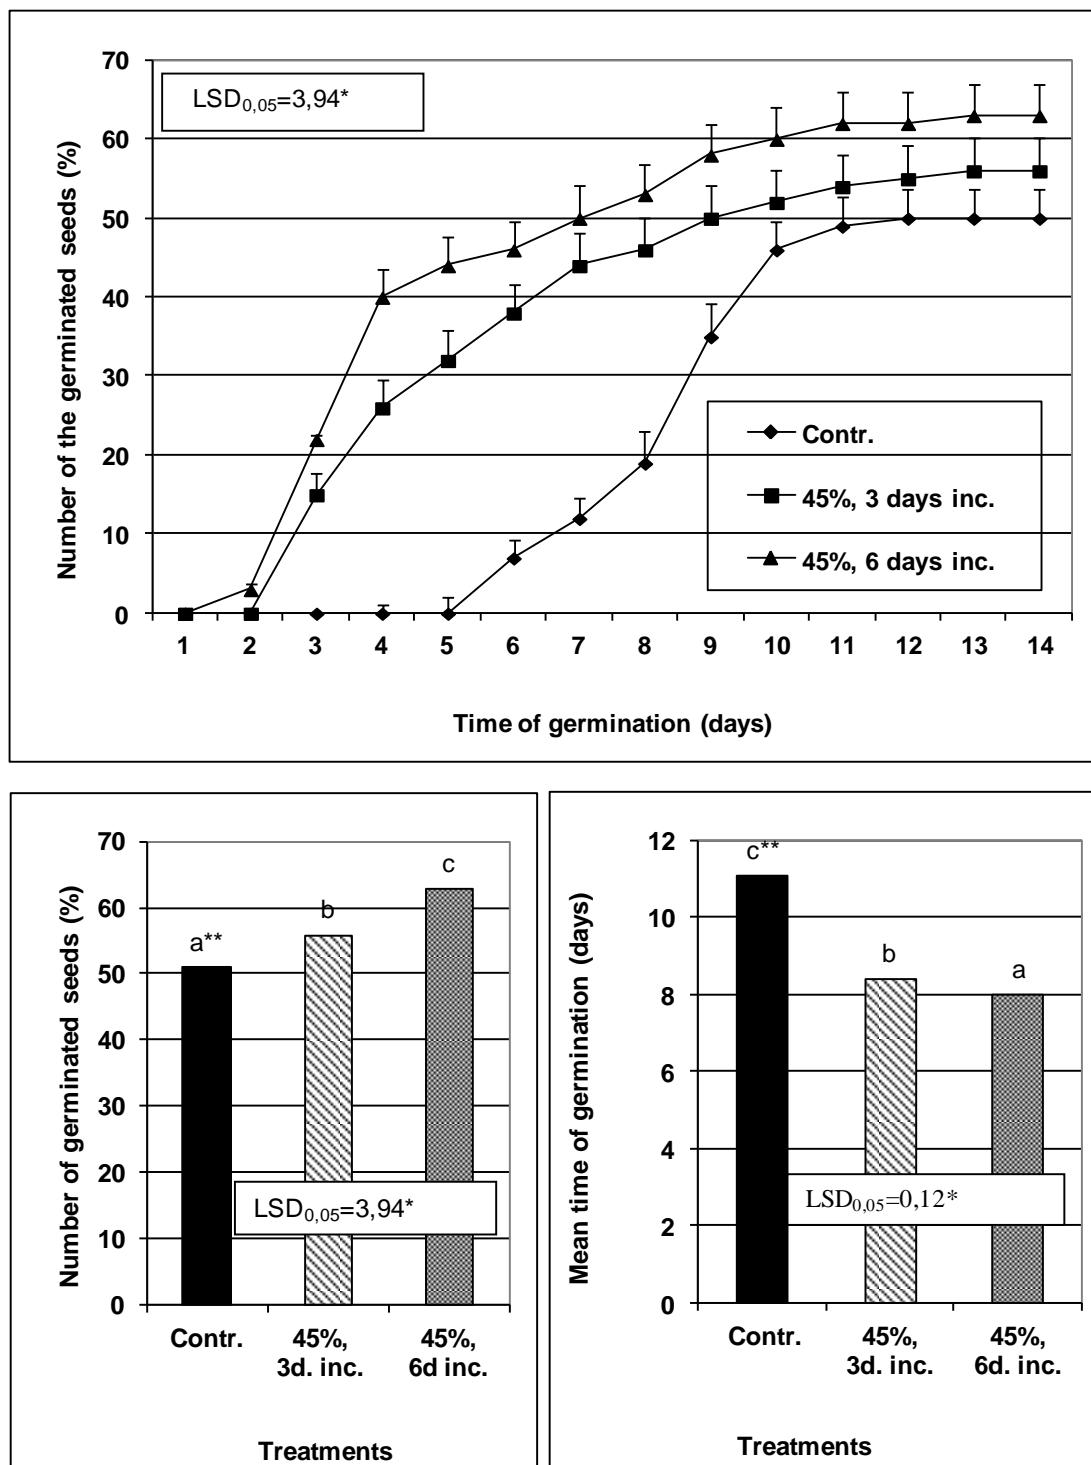 70
60
50
40
30
20
10
0
Number of the germinated seeds (%)
LSD0,05=3,94*
Contr.
45%, 3 days inc.
45%, 6 days inc.
1 2 3 4 5 6 7 8 9 10 11 12 13 14
Time of germination (days)
70
60
50
40
30
20
10
0
Number of germinated seeds (%)
a**
b
c
LSD0,05=3,94*
Contr. 45%, 45%,
3d. inc. 6d inc.
Treatments
12
10
8
6
4
2
0
Mean time of germination (days)
c**
b
a
LSD0,05=0,12*
Contr. 45%, 45%,
3d. inc. 6d. inc.
Treatments